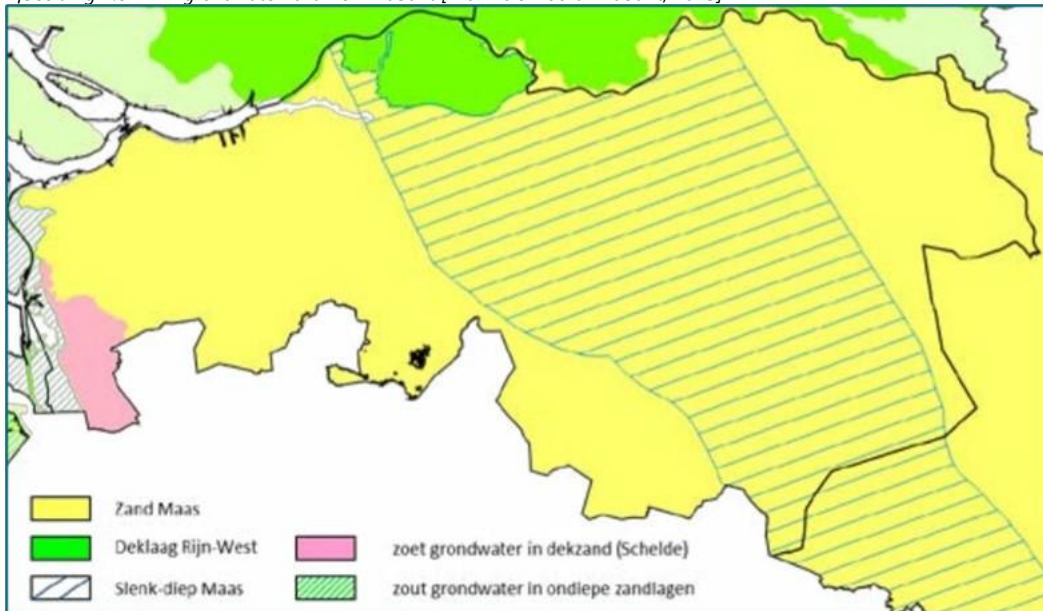 Zand Maas
Deklaag Rijn-West
Slenk-diep Maas
zoet grondwater in dekzand (Schelde)
zout grondwater in ondiepe zandlagen